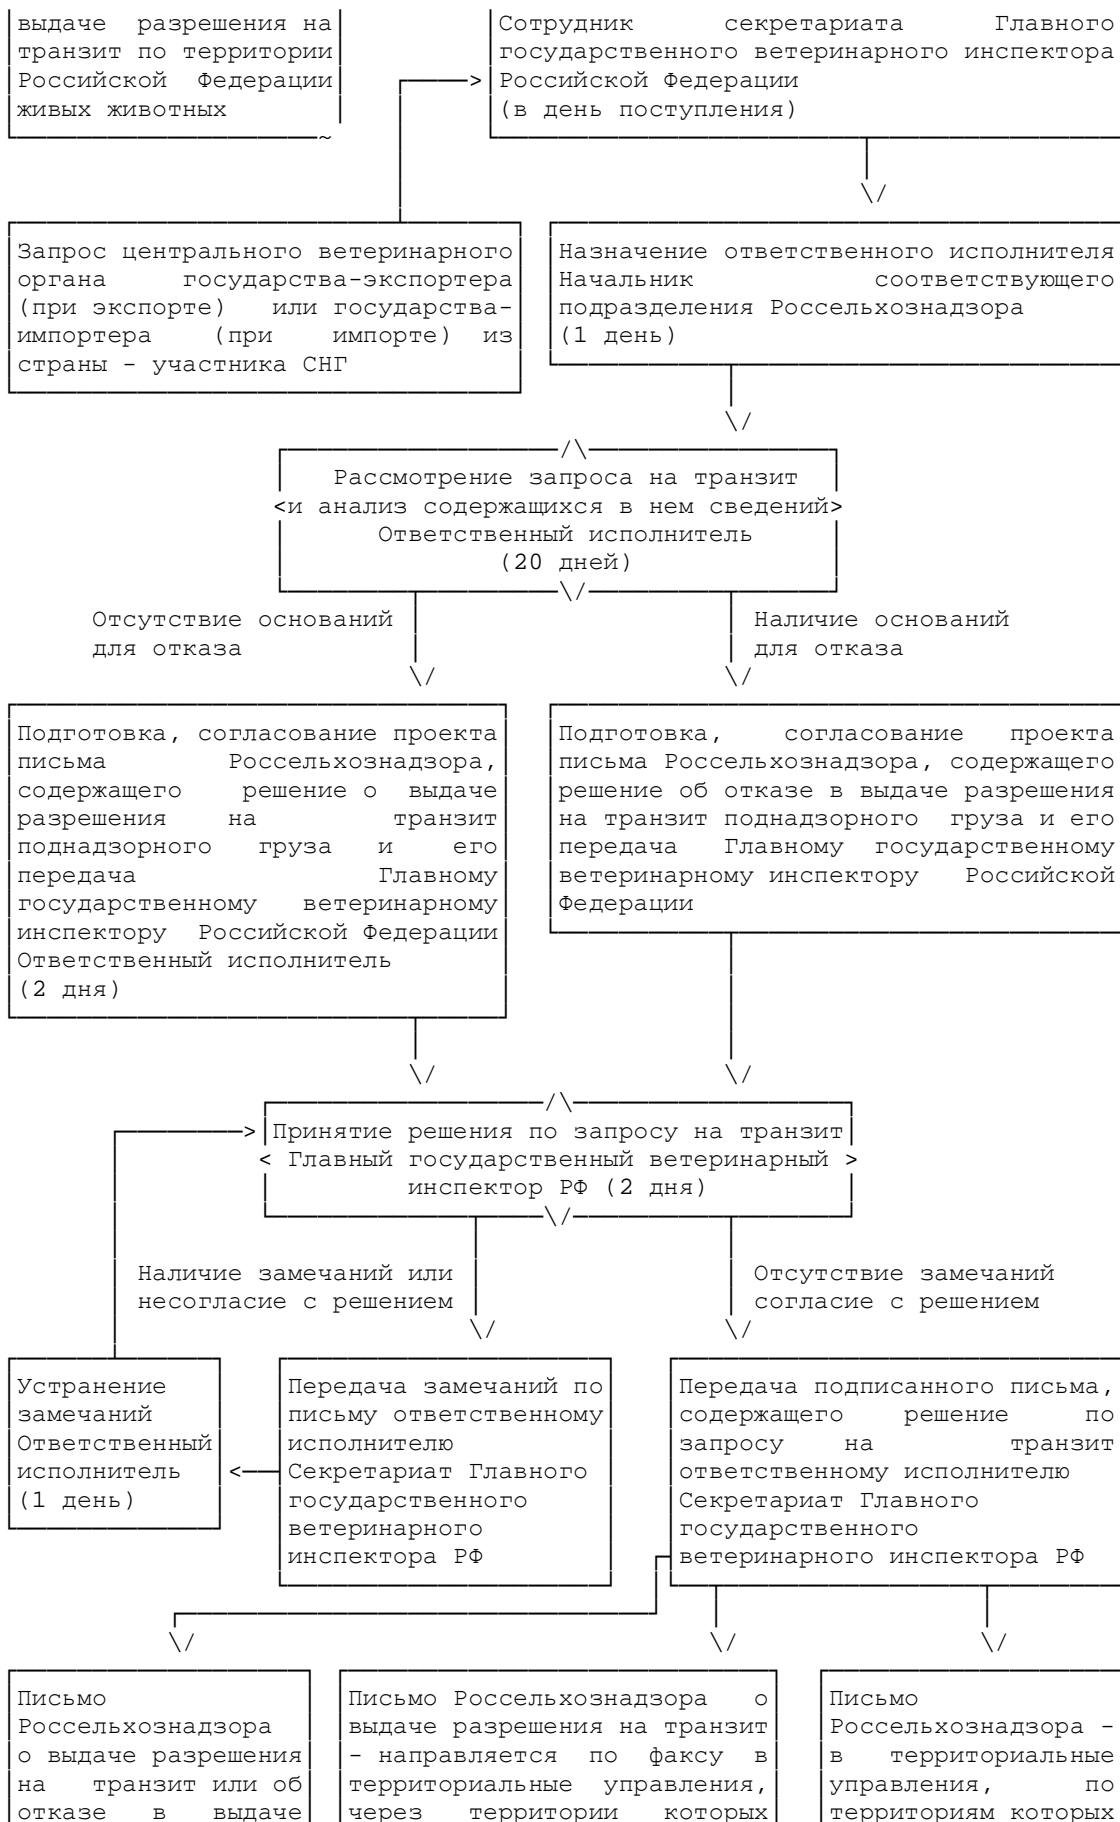 выдаче разрешения на
транзит по территории
Российской Федерации
живых животных
Сотрудник секретариата Главного
государственного ветеринарного инспектора
Российской Федерации
(в день поступления)
Запрос центрального ветеринарного
органа государства-экспортера
(при экспорте) или государства-
импортера (при импорте) из
страны - участника СНГ
Назначение ответственного исполнителя
Начальник соответствующего
подразделения Россельхознадзора
(1 день)
Рассмотрение запроса на транзит
<и анализ содержащихся в нем сведений>
Ответственный исполнитель
(20 дней)
Отсутствие оснований
для отказа
Наличие оснований
для отказа
Подготовка, согласование проекта
письма Россельхознадзора,
содержащего решение о выдаче
разрешения на транзит
поднадзорного груза и его
передача Главному
государственному ветеринарному
инспектору Российской Федерации
Ответственный исполнитель
(2 дня)
Подготовка, согласование проекта
письма Россельхознадзора, содержащего
решение об отказе в выдаче разрешения
на транзит поднадзорного груза и его
передача Главному государственному
ветеринарному инспектору Российской
Федерации
Принятие решения по запросу на транзит
< Главный государственный ветеринарный >
инспектор РФ (2 дня)
Наличие замечаний или
несогласие с решением
Отсутствие замечаний
согласие с решением
Устранение
замечаний
Ответственный
исполнитель
(1 день)
Передача замечаний по
письму ответственному
исполнителю
Секретариат Главного
государственного
ветеринарного
инспектора РФ
Передача подписанного письма,
содержащего решение по
запросу на транзит
ответственному исполнителю
Секретариат Главного
государственного
ветеринарного инспектора РФ
Письмо
Россельхознадзора
о выдаче разрешения
на транзит или об
отказе в выдаче
Письмо Россельхознадзора о
выдаче разрешения на транзит
- направляется по факсу в
территориальные управления,
через территории которых
Письмо
Россельхознадзора -
в территориальные
управления, по
территориям которых